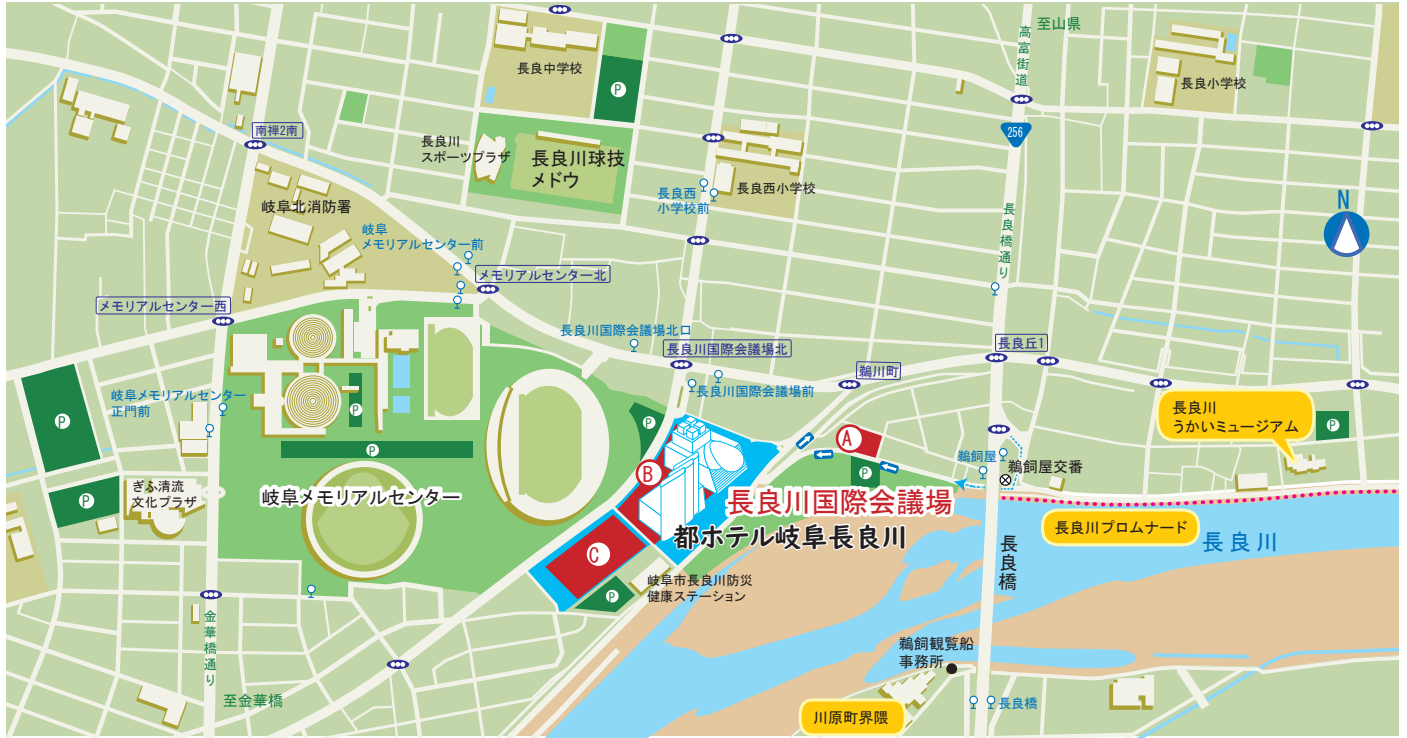 至山県
高富街道
長良中学校
P
長良小学校
256
南禅2南
長良川
スポーツプラザ
長良川球技
メドウ
長良西小学校
長良西
小学校前
岐阜北消防署
岐阜
メモリアルセンター前
長良橋通り
N
メモリアルセンター北
メモリアルセンター西
長良川国際会議場北口
長良川国際会議場北
長良丘1
鵜川町
長良川国際会議場前
岐阜メモリアルセンター
正門前
P
P
P
P
A
P
長良川
うかいミュージアム
P
鵜飼屋
鵜飼屋交番
B
ぎふ清流
文化プラザ
P
岐阜メモリアルセンター
長良川国際会議場
都ホテル岐阜長良川
長良川プロムナード
長良川
長良橋
C
P
岐阜市長良川防災
健康ステーション
金華橋通り
至金華橋
鵜飼観覧船
事務所
川原町界隈
長良橋